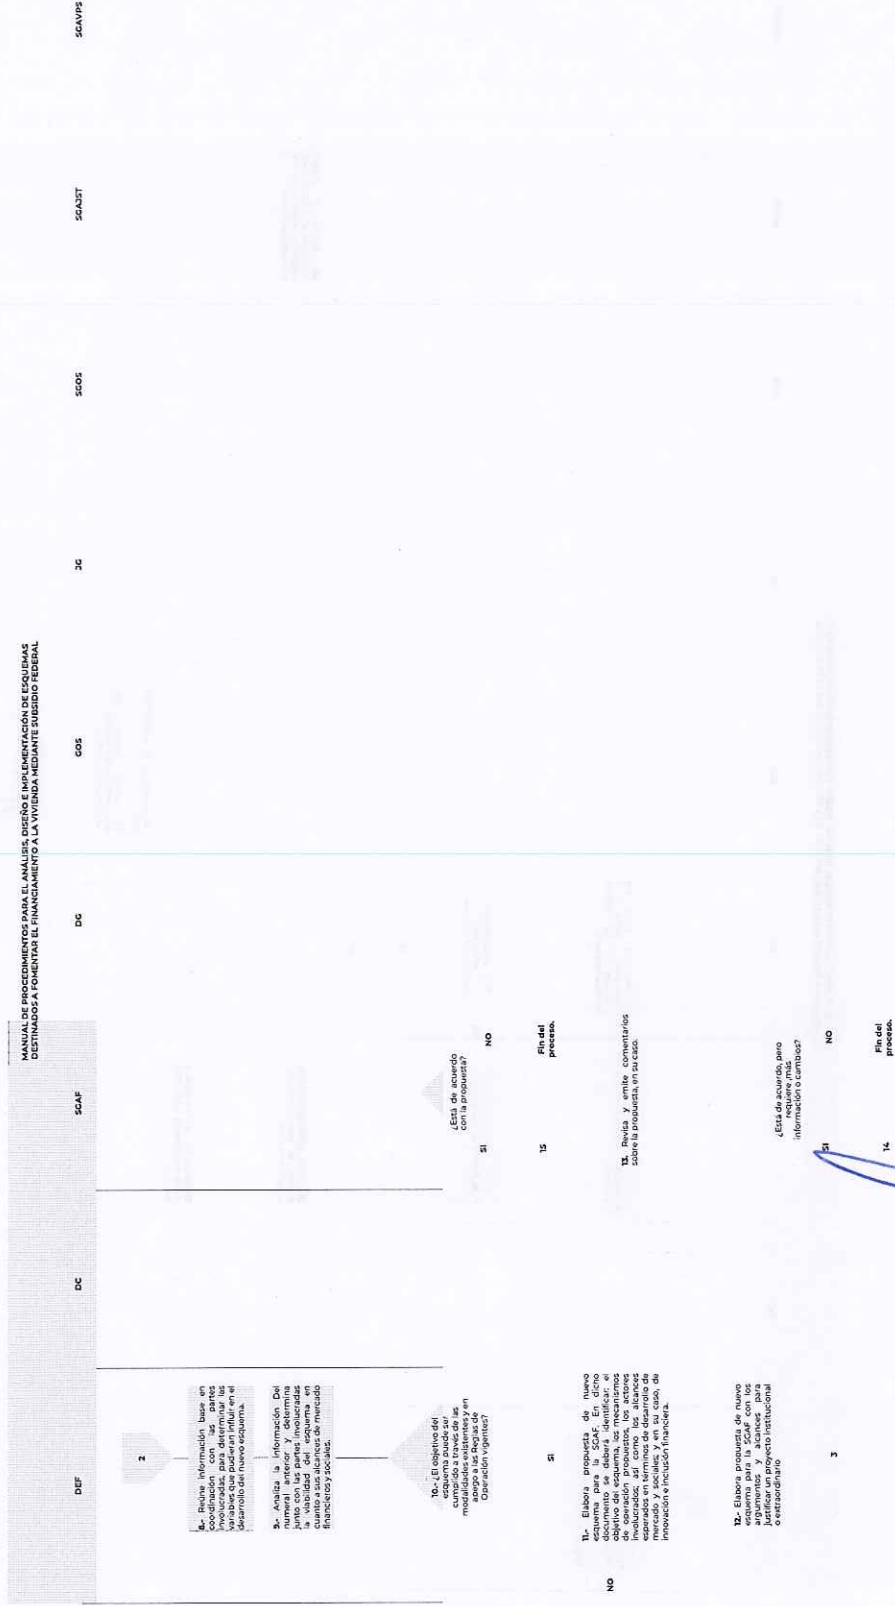 MANUAL DE PROCEDIMIENTOS PARA EL ANÁLISIS, DISEÑO E IMPLEMENTACIÓN DE ESQUEMAS
DESTINADOS A FOMENTAR EL FINANCIAMIENTO A LA VIVIENDA MEDIANTE SUBSIDIO FEDERAL
DEF DC SGAF DG GOS JG SGOS SGAJST SGAVPS
2
8.- Reúne información base en
coordinación con las partes
involucradas, para determinar las
variables que pudieran influir en el
desarrollo del nuevo esquema.
9.- Analiza la información Del
numeral anterior y determina
junto con las partes involucradas
la viabilidad del esquema en
cuanto a sus alcances de mercado
financieros y sociales.
10.- ¿El objetivo del
esquema puede ser
cumplido a través de las
modalidades existentes y en
apego a las Reglas de
Operación vigentes?
SI
NO
11.- Elabora propuesta de nuevo
esquema para la SGAF. En dicho
documento se deberá identificar: el
objetivo del esquema, los mecanismos
de operación propuestos, los actores
involucrados; así como los alcances
esperados en términos de desarrollo de
mercado y sociales; y en su caso, de
innovación e inclusión financiera.
12.- Elabora propuesta de nuevo
esquema para la SGAF con los
argumentos y alcances para
justificar un proyecto institucional
o extraordinario
3
¿Está de acuerdo
con la propuesta?
SI NO
15 Fin del
proceso.
13. Revisa y emite comentarios
sobre la propuesta, en su caso.
¿Está de acuerdo, pero
requiere ,más
información o cambios?
SI NO
14 Fin del
proceso.